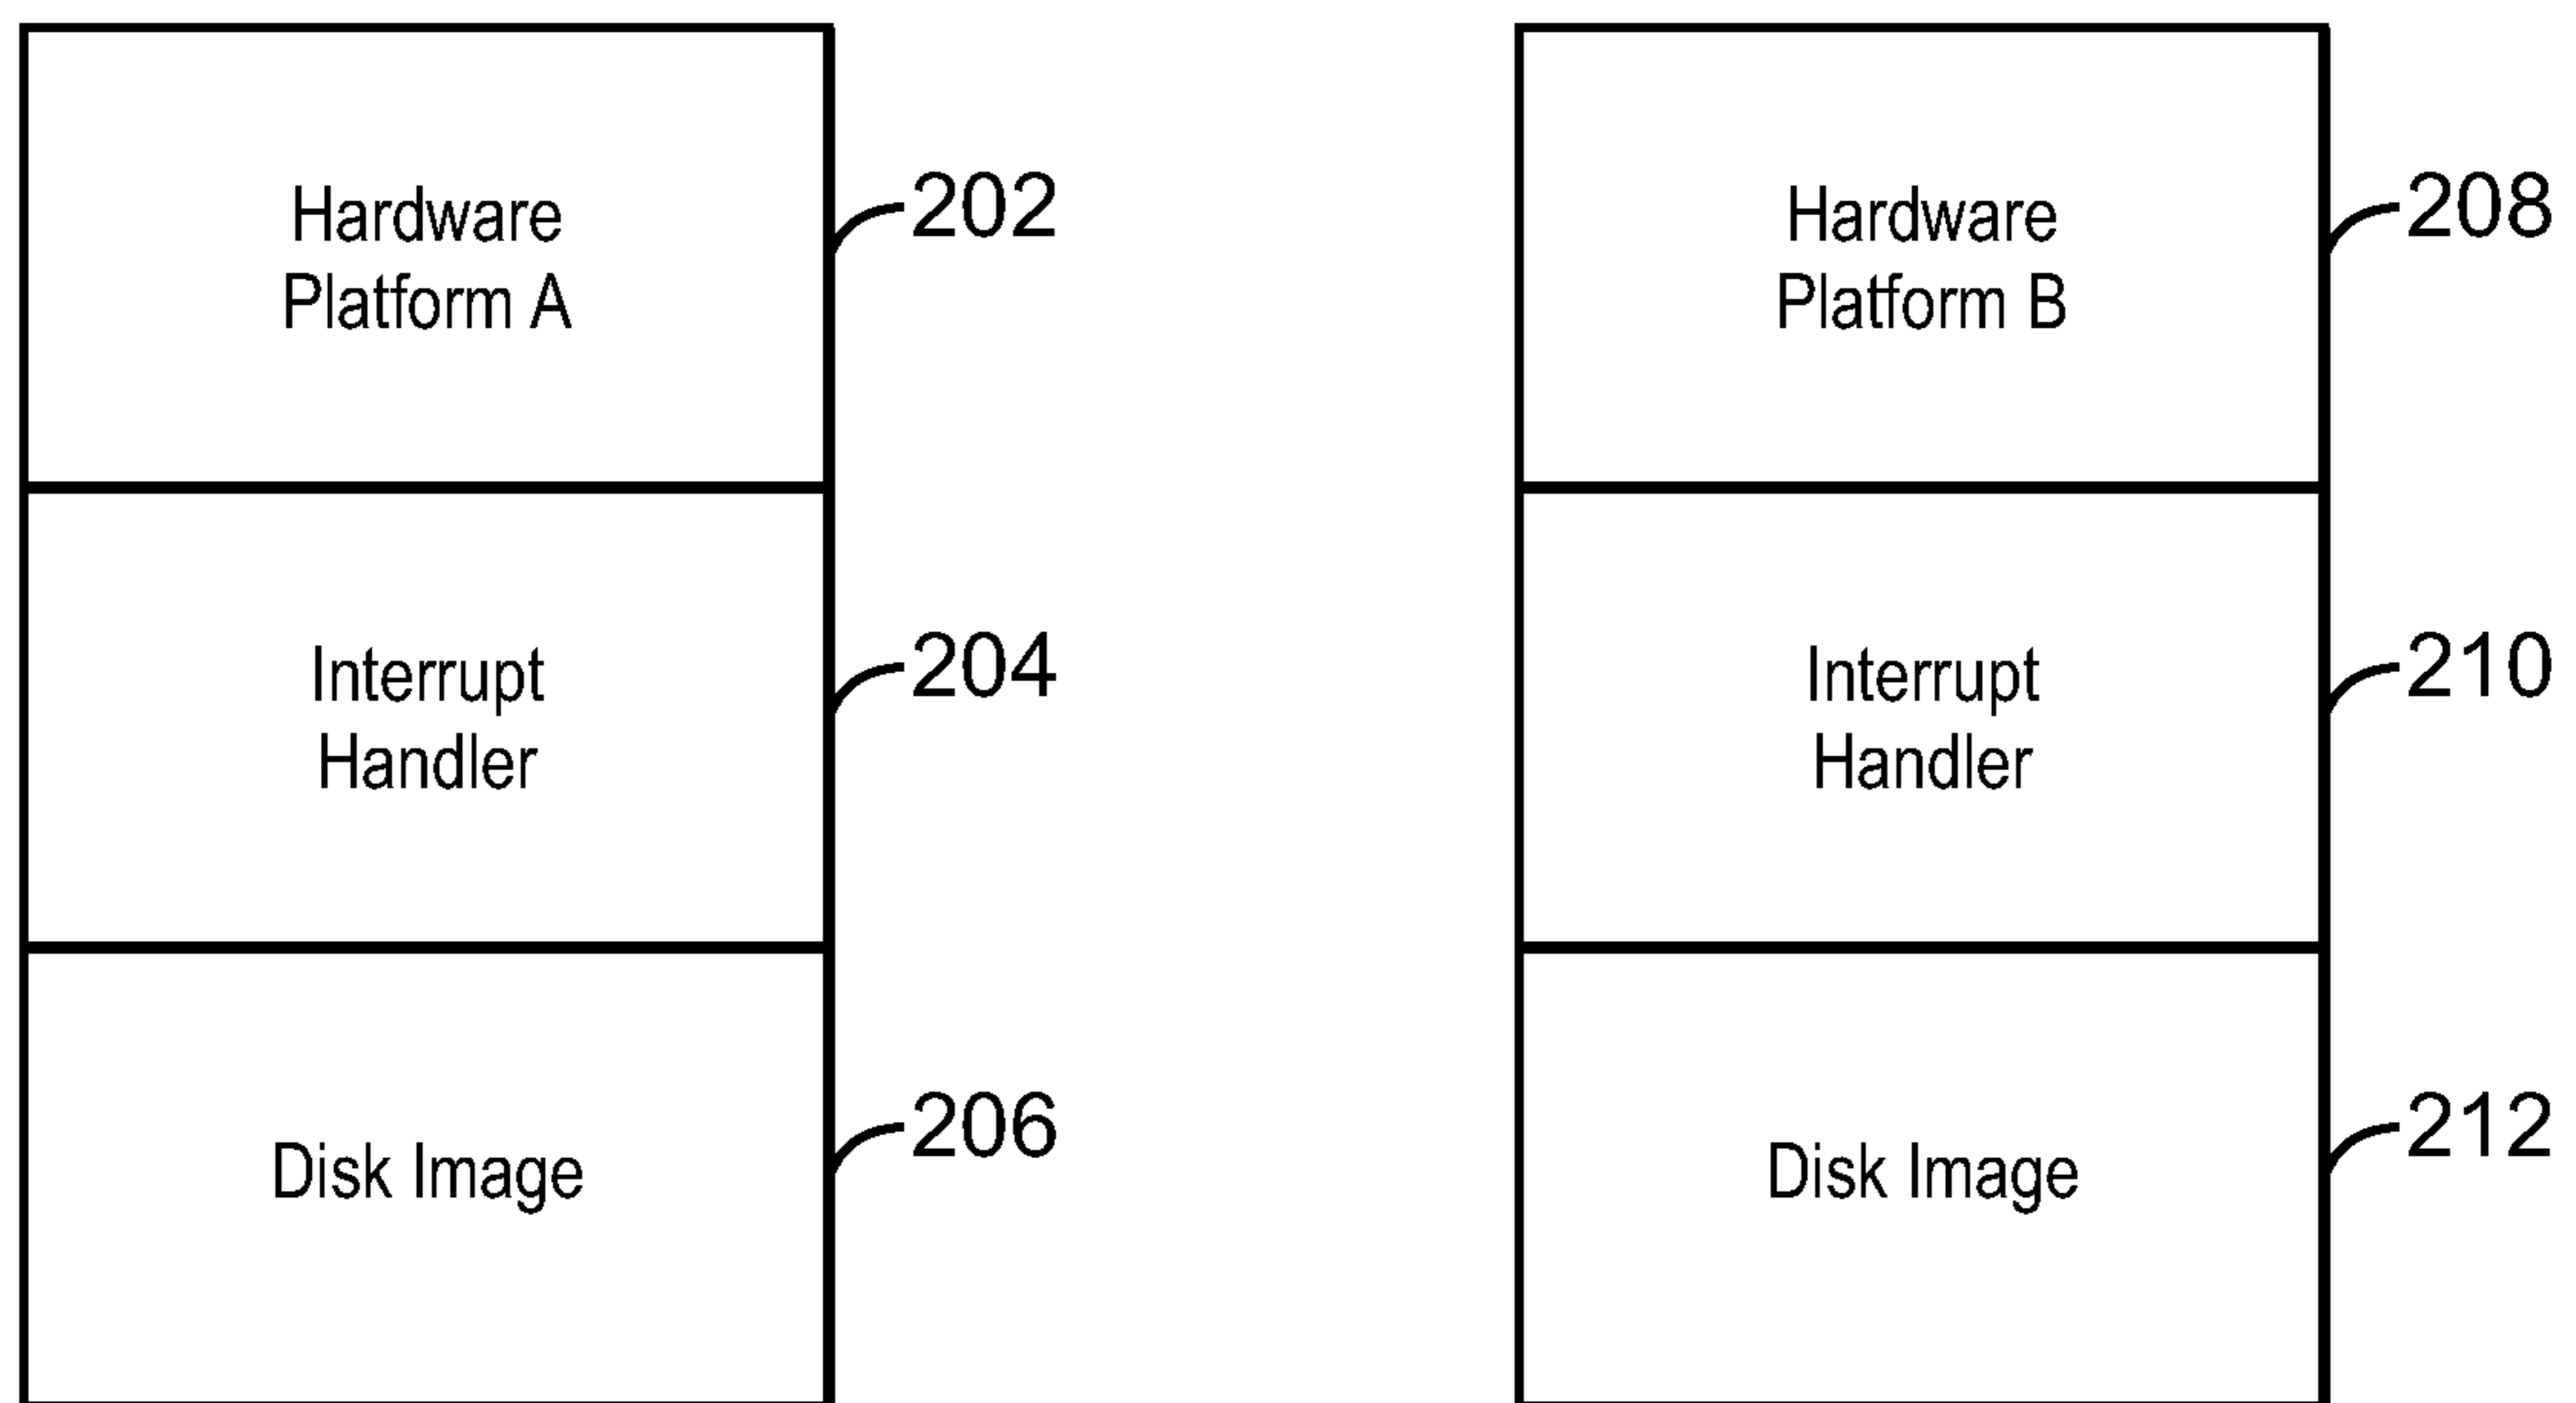 Hardware
Platform A
202
Interrupt
Handler
204
Disk Image
206
Hardware
Platform B
208
Interrupt
Handler
210
Disk Image
212